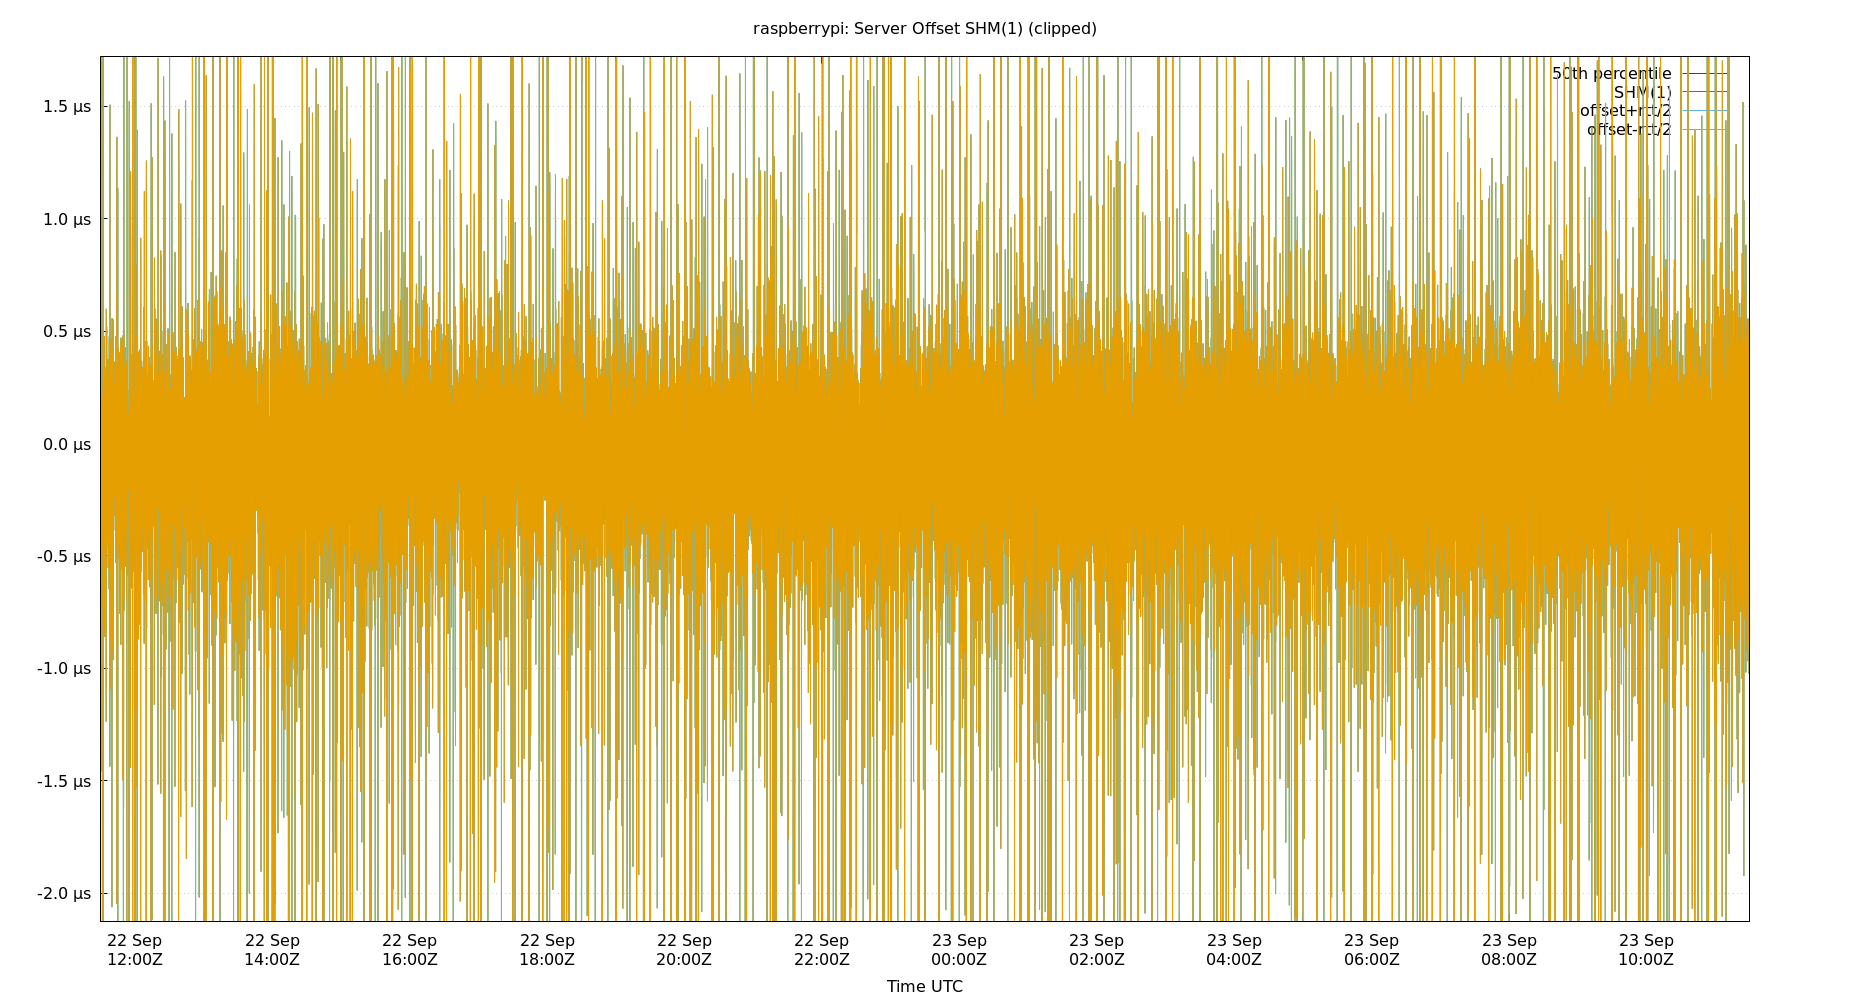 raspberrypi: Server Offset SHM(1) (clipped)
50th percentile
SHM(1)
offset+rtt/2
offset-rtt/2
1.5 µs
1.0 µs
0.5 µs
0.0 µs
-0.5 µs
-1.0 µs
-1.5 µs
-2.0 µs
22 Sep 22 Sep 22 Sep 22 Sep 22 Sep 22 Sep 23 Sep 23 Sep 23 Sep 23 Sep 23 Sep 23 Sep
12:00Z 14:00Z 16:00Z 18:00Z 20:00Z 22:00Z 00:00Z 02:00Z 04:00Z 06:00Z 08:00Z 10:00Z
Time UTC